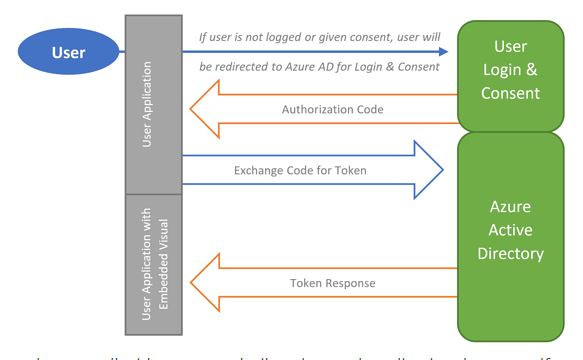 User
User Application
If user is not logged or given consent, user will
be redirected to Azure AD for Login & Consent
User
Login &
Consent
Authorization Code
Exchange Code for Token
Azure
Active
Directory
User Application with
Embedded Visual
Token Response